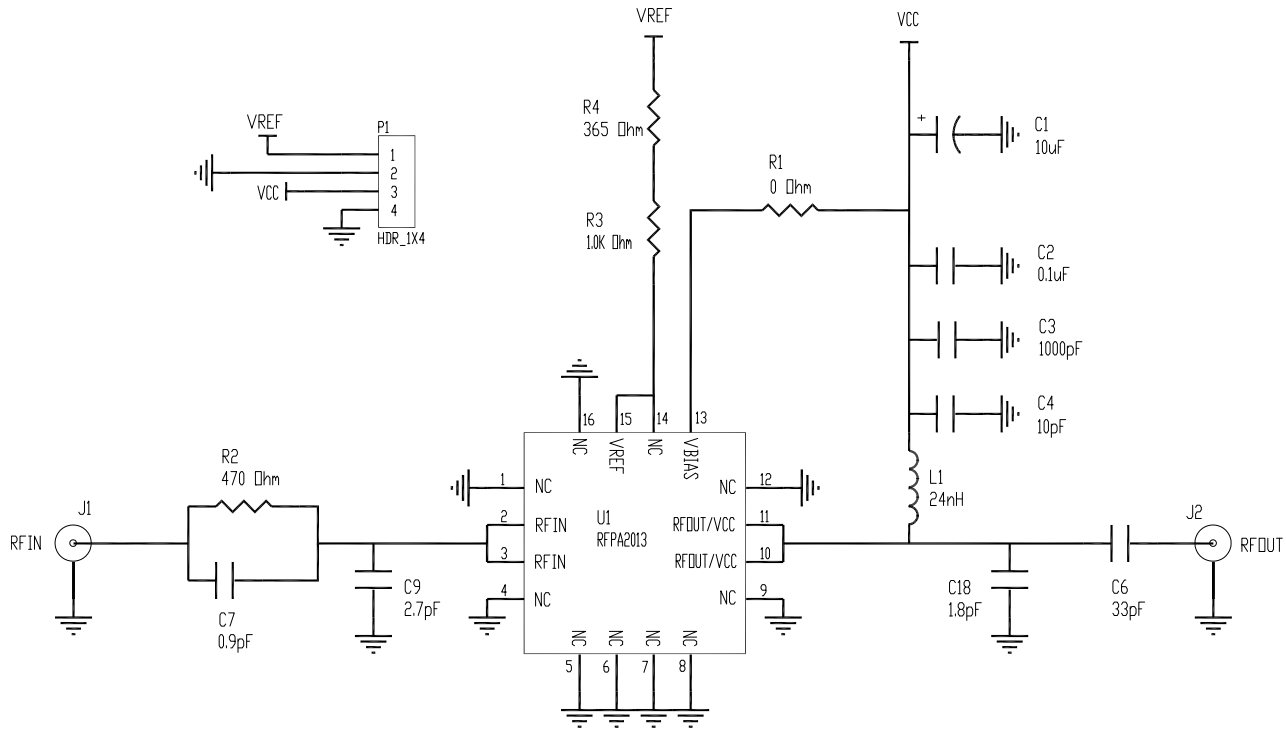 VREF
VCC
R4
365 Ohm
+
C1
10uF
VREF
P1
1
2
VCC
3
4
HDR_1X4
R1
0 Ohm
R3
1.0K Ohm
C2
0.1uF
C3
1000pF
C4
10pF
16
15
14
13
NC
VREF
NC
VBIAS
R2
470 Ohm
L1
24nH
1
NC
NC
12
J1
RFIN
2
RFIN
U1
RFPA2013
RFOUT/VCC
11
3
RFIN
RFOUT/VCC
10
J2
RFOUT
4
NC
NC
9
C7
0.9pF
C9
2.7pF
C18
1.8pF
C6
33pF
NC
NC
NC
NC
5
6
7
8